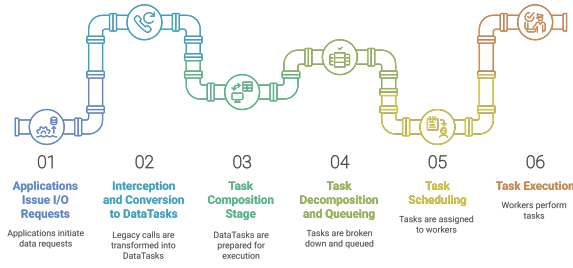 01
Applications
Issue I/O
Requests
Applications initiate
data requests
02
Interception
and Conversion
to DataTasks
Legacy calls are
transformed into
DataTasks
03
Task
Composition
Stage
DataTasks are
prepared for
execution
04
Task
Decomposition
and Queueing
Tasks are broken
down and queued
05
Task
Scheduling
Tasks are assigned
to workers
06
Task Execution
Workers perform
tasks